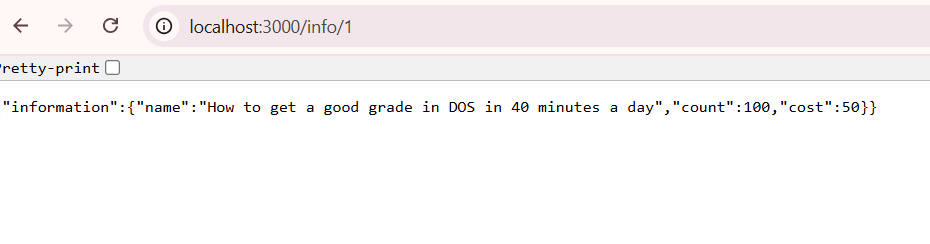 localhost:3000/info/1
Pretty-print
"information":{"name":"How to get a good grade in DOS in 40 minutes a day","count":100,"cost":50}}